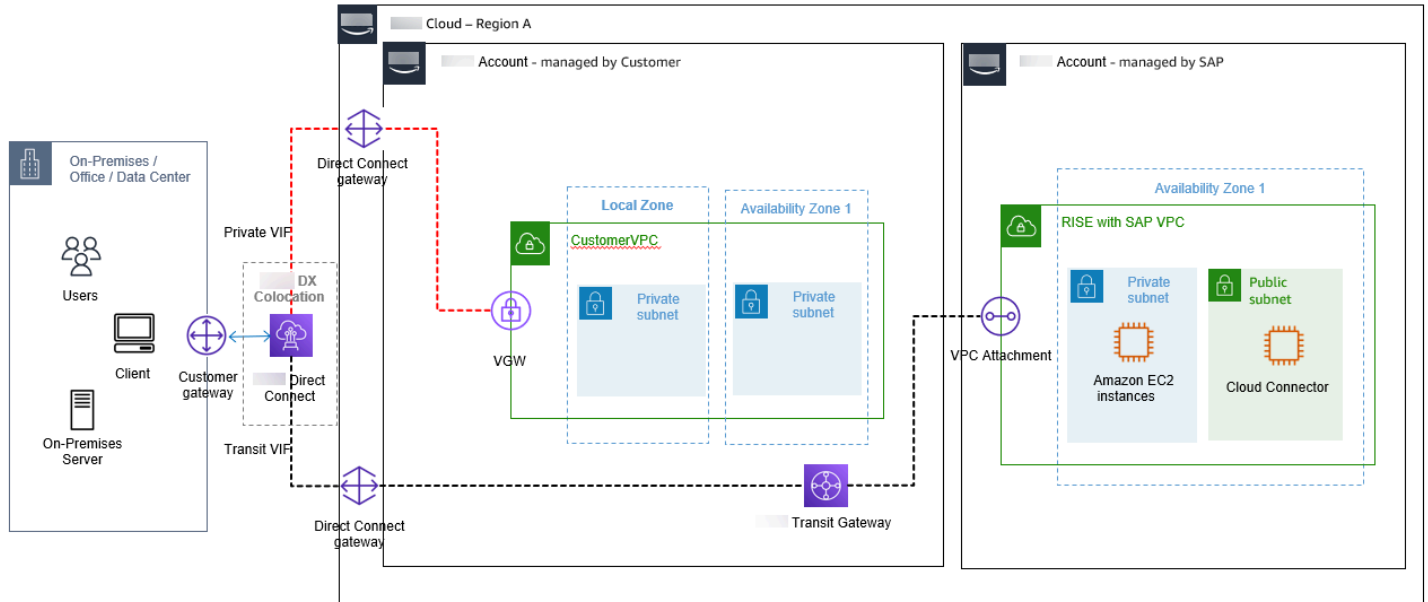 Cloud – Region A
Account - managed by Customer
Account - managed by SAP
On-Premises /
Office / Data Center
Users
Client
On-Premises
Server
Customer
gateway
Private VIF
DX
Colocation
Direct
Connect
Transit VIF
Direct Connect
gateway
Direct Connect
gateway
Local Zone
Availability Zone 1
CustomerVPC
Private
subnet
Private
subnet
VGW
Transit Gateway
VPC Attachment
Availability Zone 1
RISE with SAP VPC
Private
subnet
Amazon EC2
instances
Public
subnet
Cloud Connector